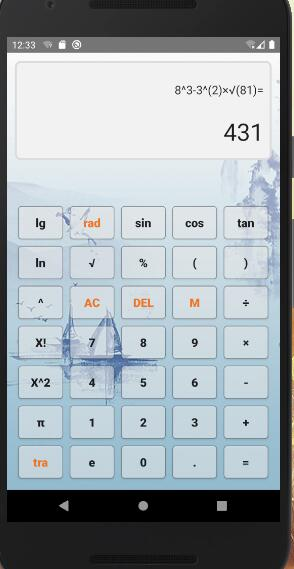 12:33
8^3-3^(2)×√(81)=
431
lg rad sin cos tan
ln √ % ( )
^ AC DEL M ÷
X! 7 8 9 ×
X^2 4 5 6 -
π 1 2 3 +
tra e 0 . =